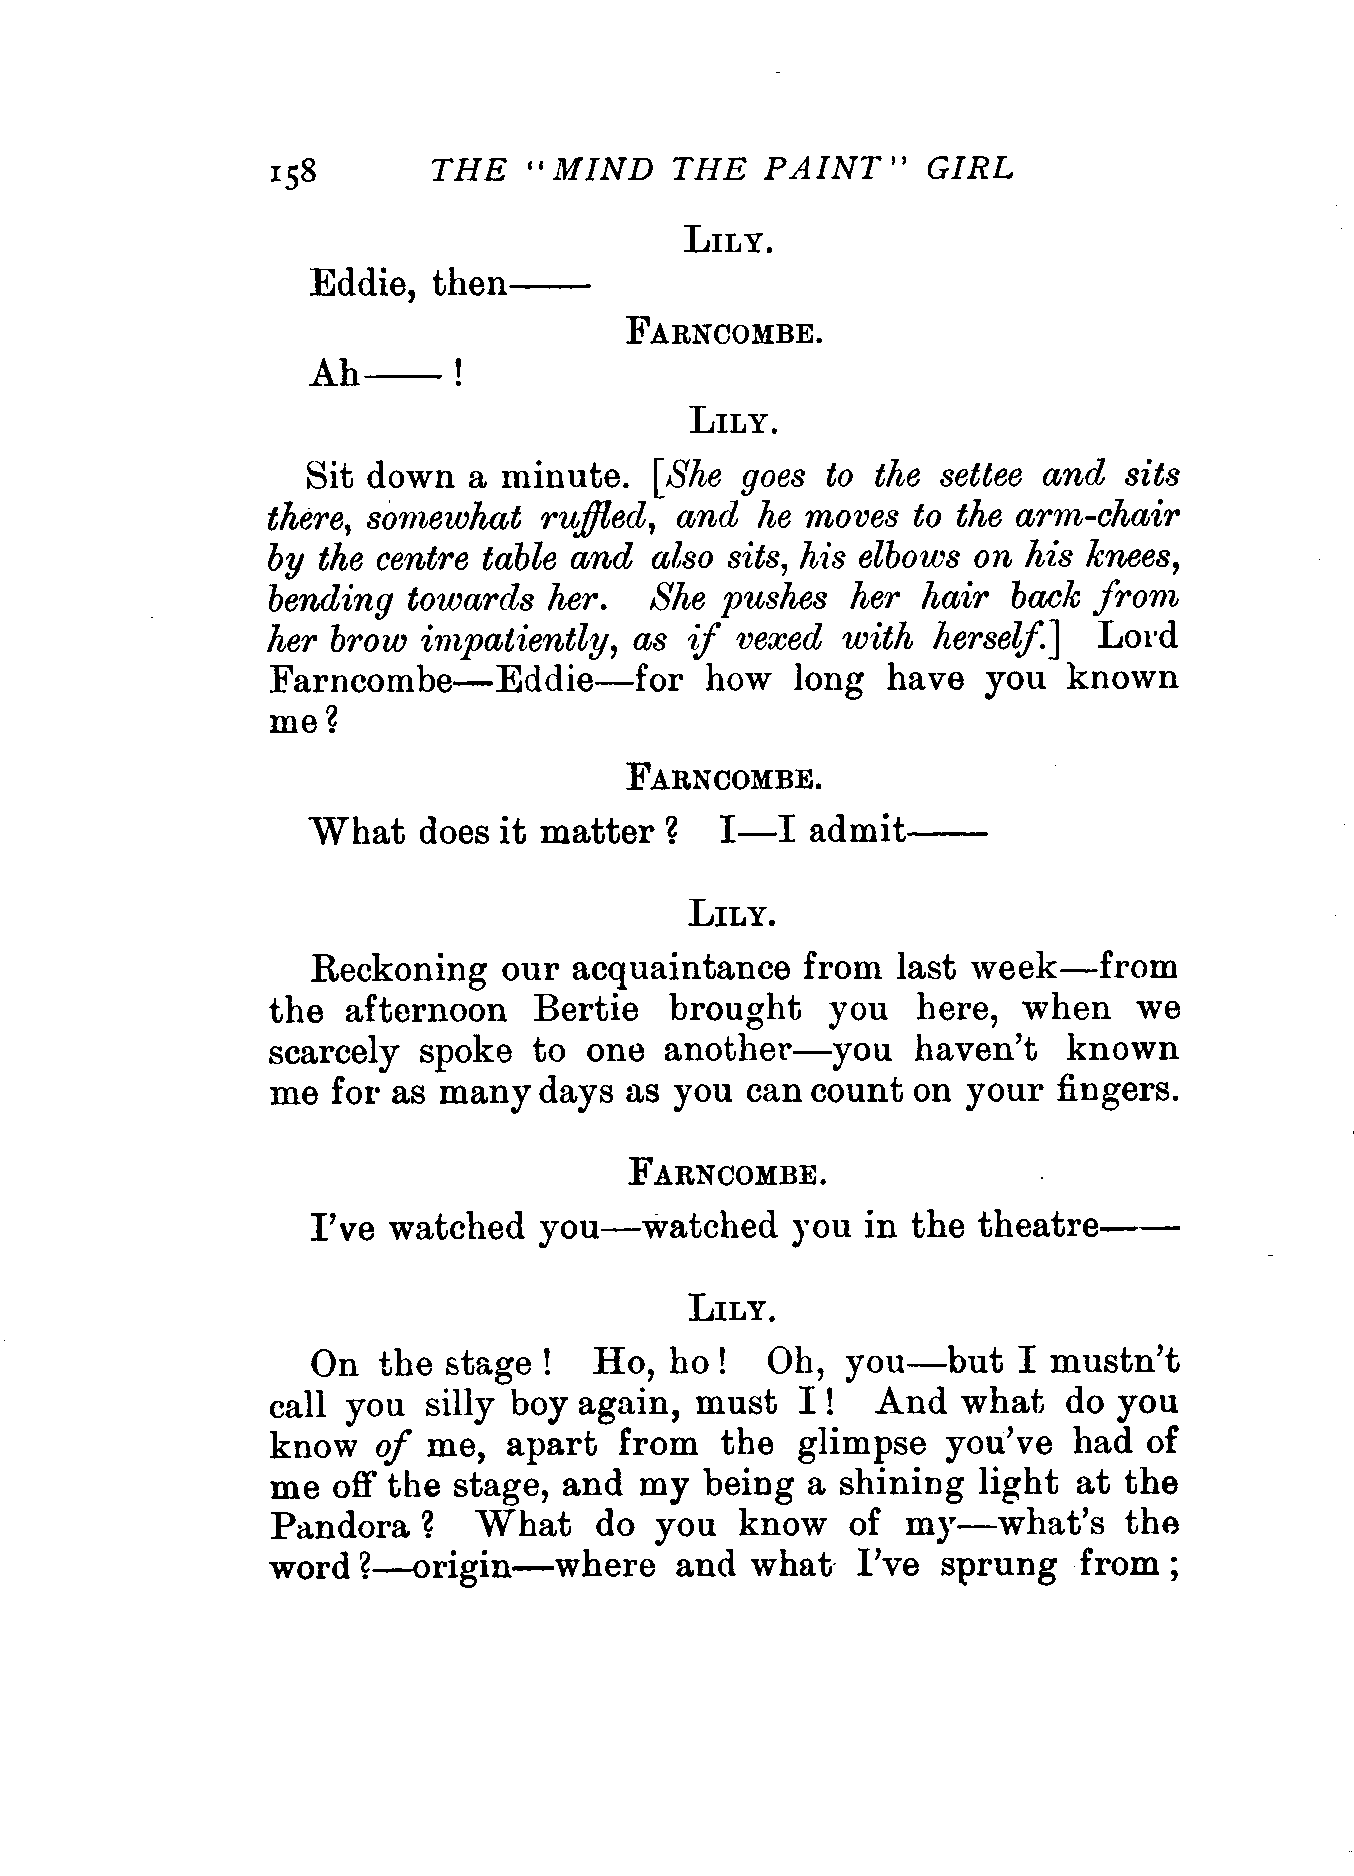 158 THE "MIND THE PAINT" GIRL
LILY.
Eddie, then——
FARNCOMBE.
Ah——!
LILY.
Sit down a minute. [She goes to the settee and sits
there, somewhat ruffled, and he moves to the arm-chair
by the centre table and also sits, his elbows on his knees,
bending towards her. She pushes her hair back from
her brow impatiently, as if vexed with herself.] Lord
Farncombe—Eddie—for how long have you known
me?
FARNCOMBE.
What does it matter? I—I admit——
LILY.
Reckoning our acquaintance from last week—from
the afternoon Bertie brought you here, when we
scarcely spoke to one another—you haven't known
me for as many days as you can count on your fingers.
FARNCOMBE.
I've watched you—watched you in the theatre——
LILY.
On the stage! Ho, ho! Oh, you—but I mustn't
call you silly boy again, must I! And what do you
know of me, apart from the glimpse you've had of
me off the stage, and my being a shining light at the
Pandora? What do you know of my—what's the
word?—origin—where and what I've sprung from;